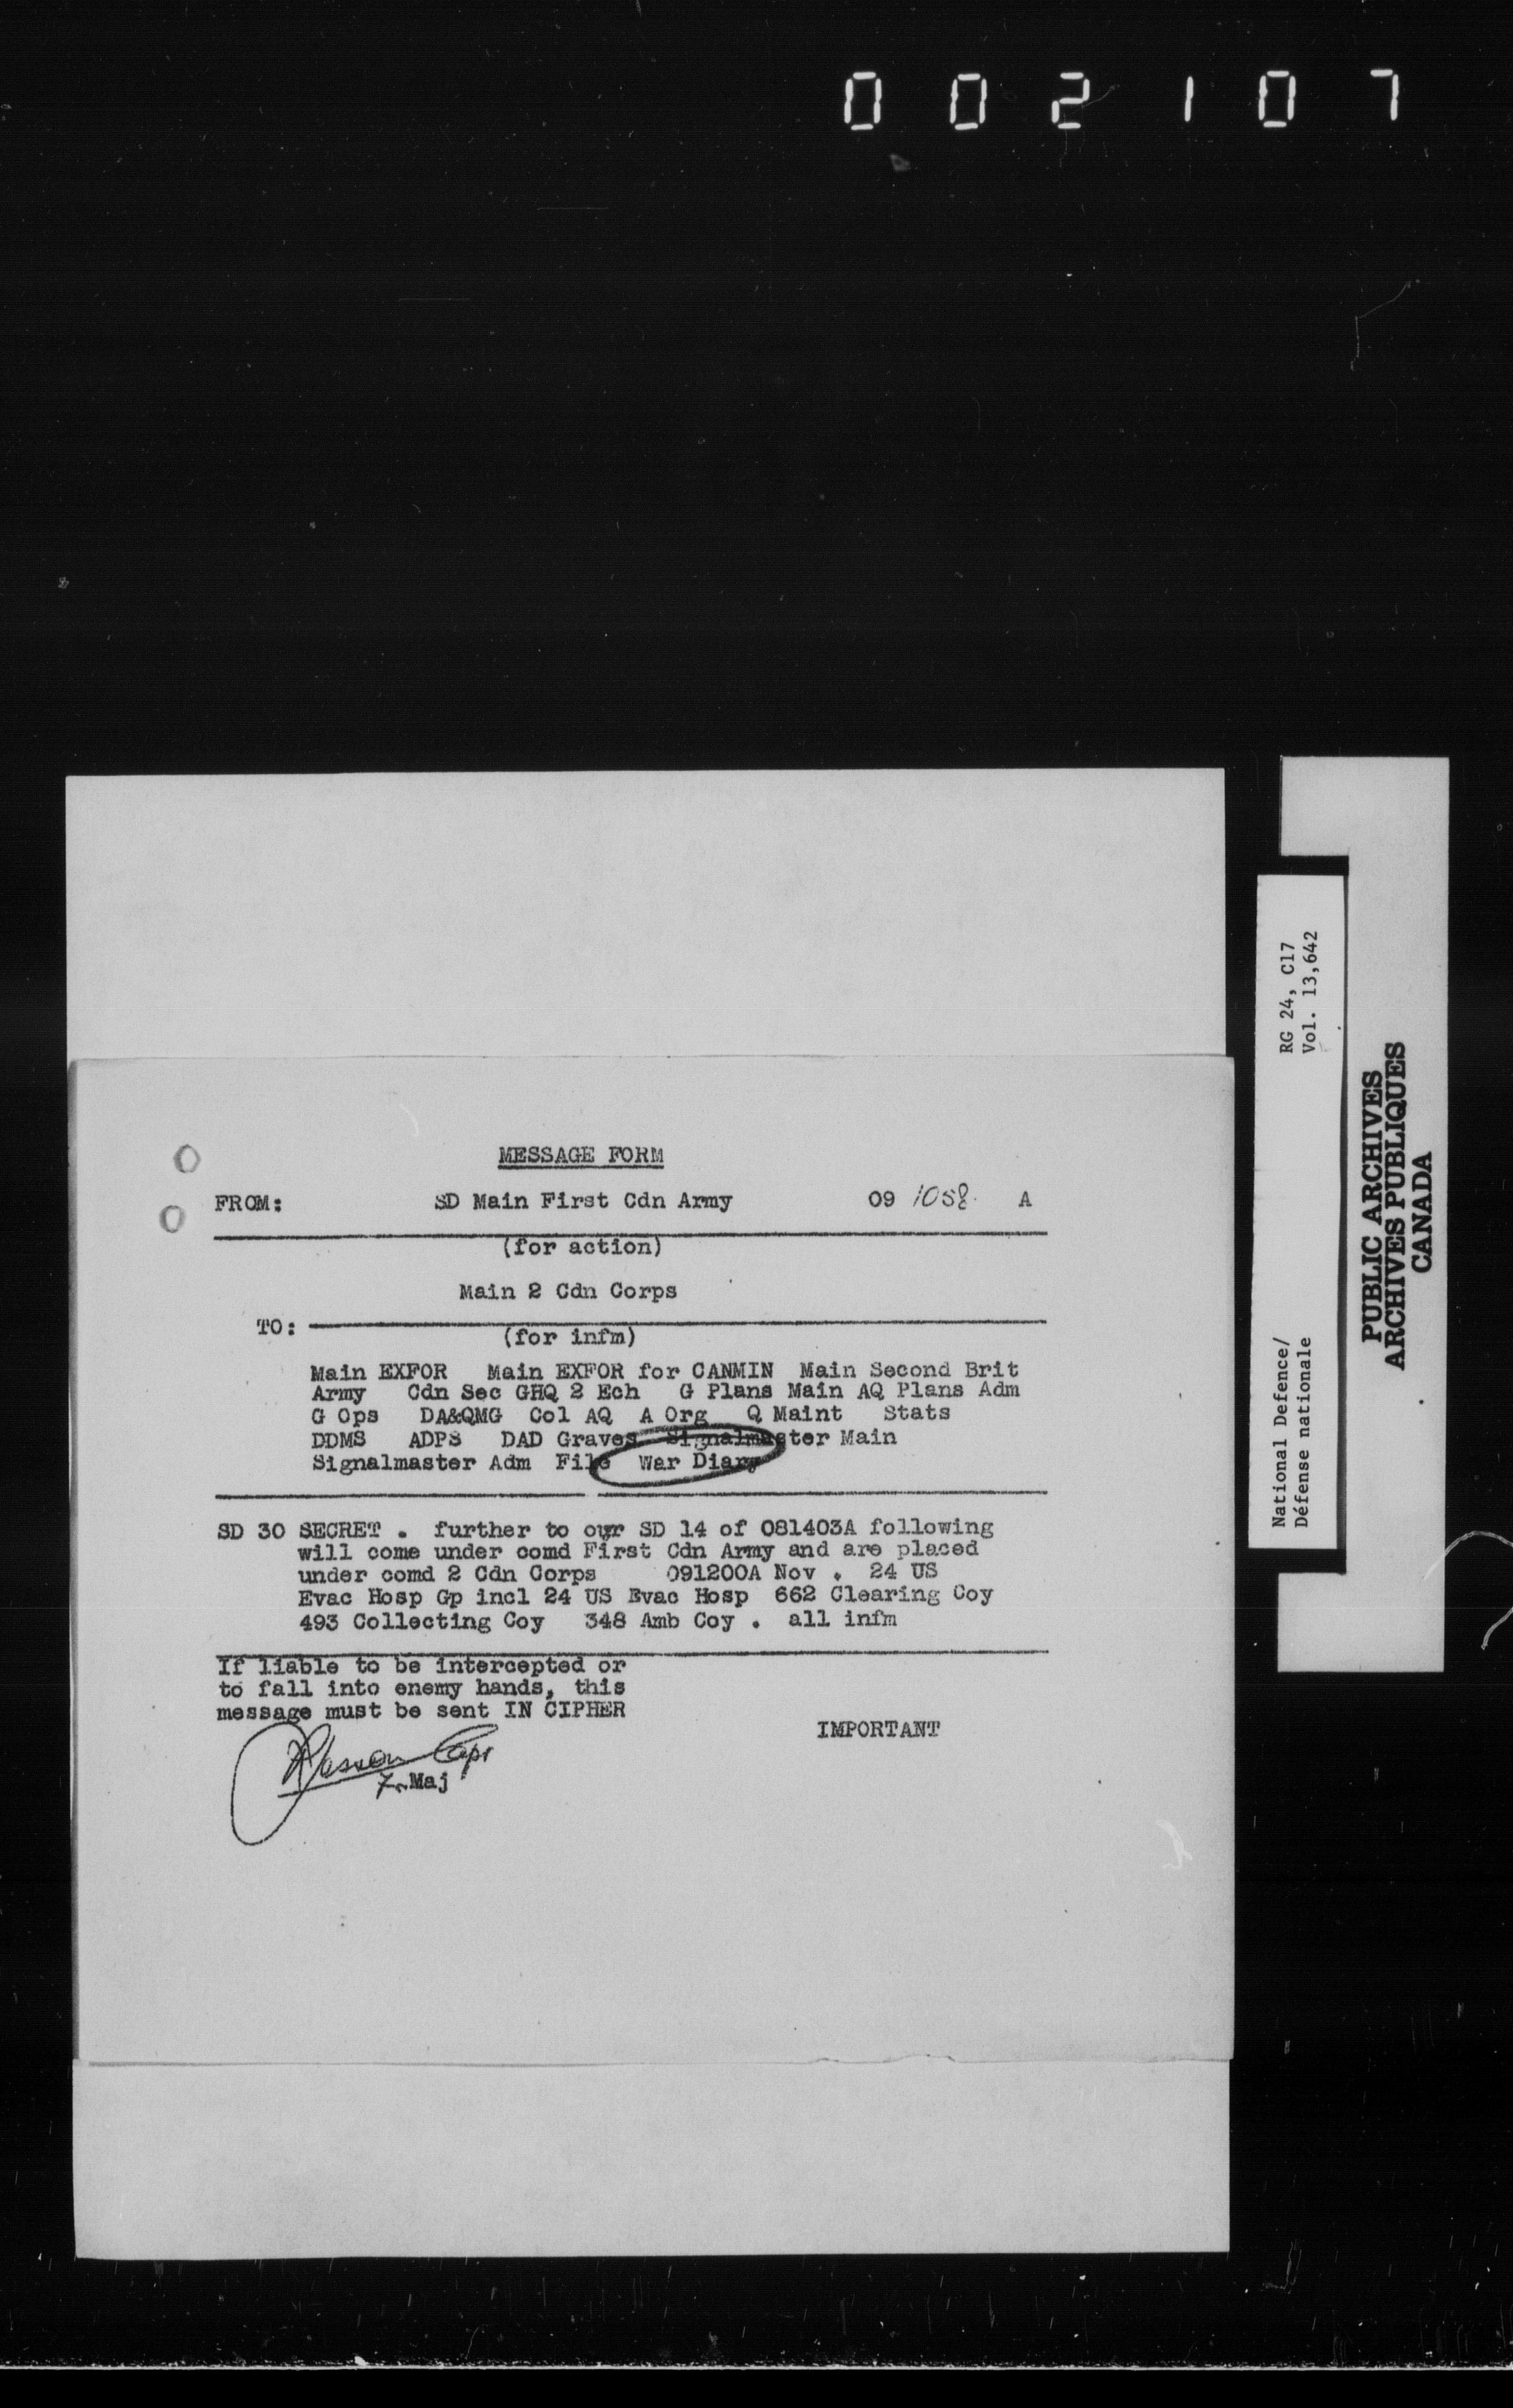 002107
MESSAGE FORM
FROM: SD Main First Cdn Army 09 1058 A
(for action)
Main 2 Cdn Corps
TO:
(for infm)
Main EXFOR Main EXFOR for CANMIN Main Second Brit
Army Cdn Sec GHQ 2 Ech G Plans Main AQ Plans Adm
G Ops DA&QMG Col AQ A Org Q Maint Stats
DDMS ADPS DAD Graves Signalmaster Main
Signalmaster Adm File War Diary
SD 30 SECRET . further to our SD 14 of 081403A following
will come under comd First Cdn Army and are placed
under comd 2 Cdn Corps 091200A Nov . 24 US
Evac Hosp Gp incl 24 US Evac Hosp 662 Clearing Coy
493 Collecting Coy 348 Amb Coy . all infm
If liable to be intercepted or
to fall into enemy hands, this
message must be sent IN CIPHER
IMPORTANT
Capt
Maj
RG 24, C17
Vol. 13,642
National Defence/
Défense nationale
PUBLIC ARCHIVES
ARCHIVES PUBLIQUES
CANADA